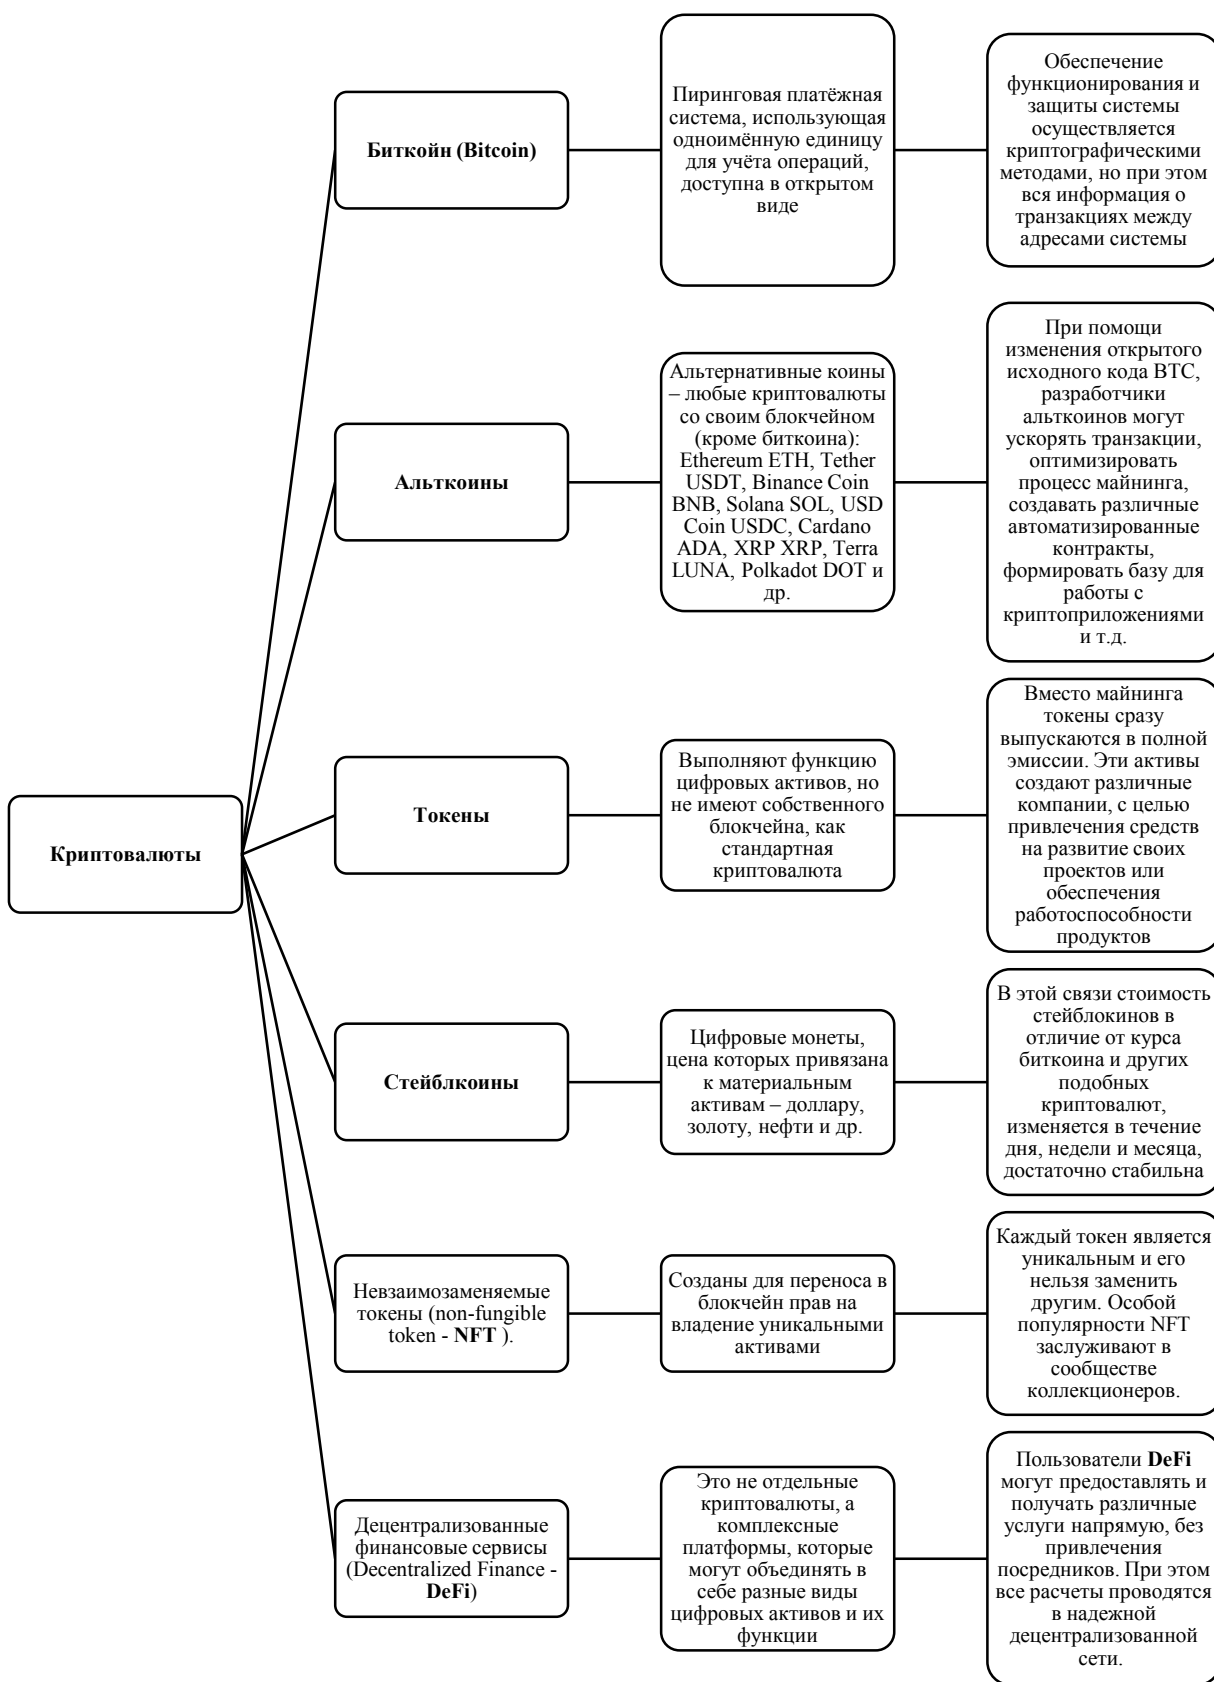 Криптовалюты
Биткойн (Bitcoin)
Пиринговая платёжная
система, использующая
одноимённую единицу
для учёта операций,
доступна в открытом
виде
Обеспечение
функционирования и
защиты системы
осуществляется
криптографическими
методами, но при этом
вся информация о
транзакциях между
адресами системы
Альткоины
Альтернативные коины
– любые криптовалюты
со своим блокчейном
(кроме биткоина):
Ethereum ETH, Tether
USDT, Binance Coin
BNB, Solana SOL, USD
Coin USDC, Cardano
ADA, XRP XRP, Terra
LUNA, Polkadot DOT и
др.
При помощи
изменения открытого
исходного кода BTC,
разработчики
альткоинов могут
ускорять транзакции,
оптимизировать
процесс майнинга,
создавать различные
автоматизированные
контракты,
формировать базу для
работы с
криптоприложениями
и т.д.
Токены
Выполняют функцию
цифровых активов, но
не имеют собственного
блокчейна, как
стандартная
криптовалюта
Вместо майнинга
токены сразу
выпускаются в полной
эмиссии. Эти активы
создают различные
компании, с целью
привлечения средств
на развитие своих
проектов или
обеспечения
работоспособности
продуктов
Стейблкоины
Цифровые монеты,
цена которых привязана
к материальным
активам – доллару,
золоту, нефти и др.
В этой связи стоимость
стейблокинов в
отличие от курса
биткоина и других
подобных
криптовалют,
изменяется в течение
дня, недели и месяца,
достаточно стабильна
Невзаимозаменяемые
токены (non-fungible
token - NFT ).
Созданы для переноса в
блокчейн прав на
владение уникальными
активами
Каждый токен является
уникальным и его
нельзя заменить
другим. Особой
популярности NFT
заслуживают в
сообществе
коллекционеров.
Децентрализованные
финансовые сервисы
(Decentralized Finance -
DeFi)
Это не отдельные
криптовалюты, а
комплексные
платформы, которые
могут объединять в
себе разные виды
цифровых активов и их
функции
Пользователи DeFi
могут предоставлять и
получать различные
услуги напрямую, без
привлечения
посредников. При этом
все расчеты проводятся
в надежной
децентрализованной
сети.